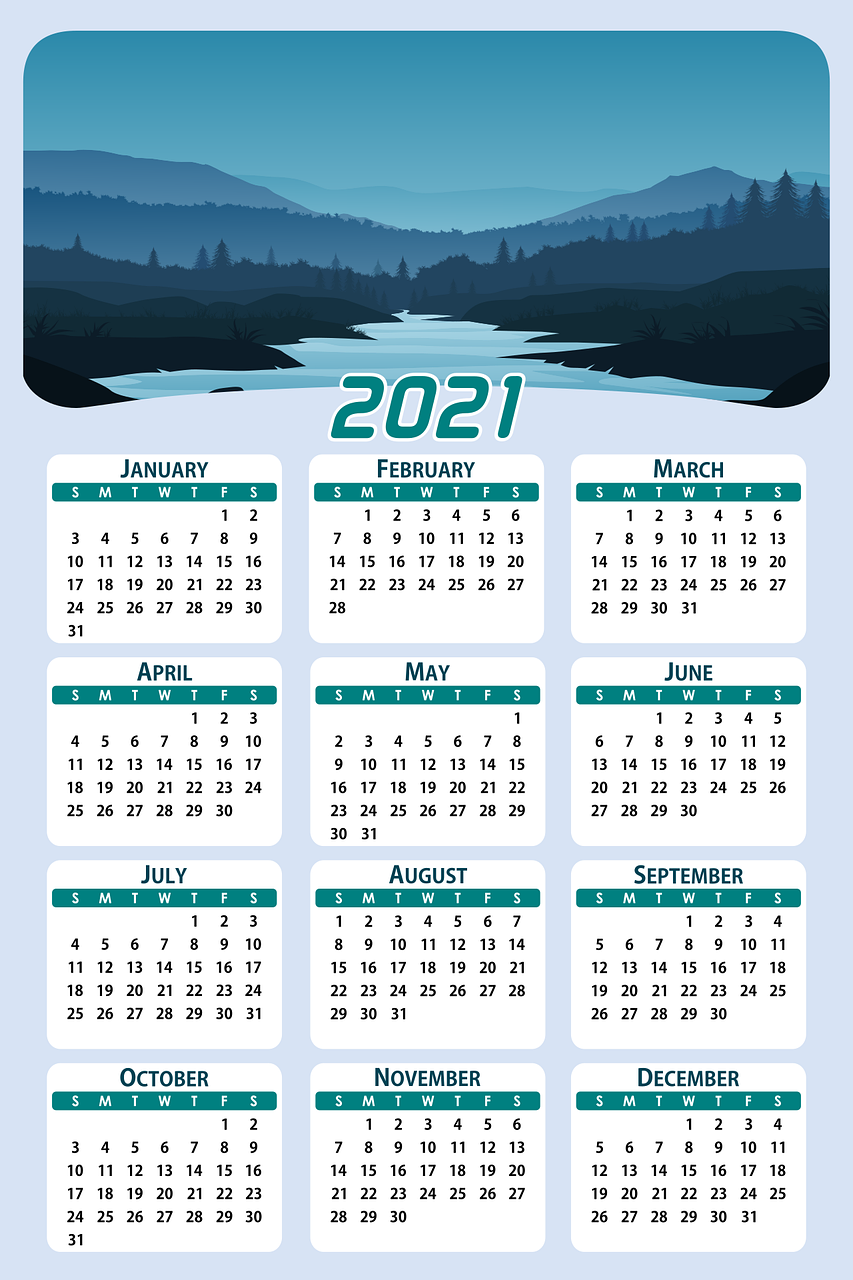 2021
JANUARY
S M T W T F S
1 2
3 4 5 6 7 8 9
10 11 12 13 14 15 16
17 18 19 20 21 22 23
24 25 26 27 28 29 30
31
FEBRUARY
S M T W T F S
1 2 3 4 5 6
7 8 9 10 11 12 13
14 15 16 17 18 19 20
21 22 23 24 25 26 27
28
MARCH
S M T W T F S
1 2 3 4 5 6
7 8 9 10 11 12 13
14 15 16 17 18 19 20
21 22 23 24 25 26 27
28 29 30 31
APRIL
S M T W T F S
1 2 3
4 5 6 7 8 9 10
11 12 13 14 15 16 17
18 19 20 21 22 23 24
25 26 27 28 29 30
MAY
S M T W T F S
1
2 3 4 5 6 7 8
9 10 11 12 13 14 15
16 17 18 19 20 21 22
23 24 25 26 27 28 29
30 31
JUNE
S M T W T F S
1 2 3 4 5
6 7 8 9 10 11 12
13 14 15 16 17 18 19
20 21 22 23 24 25 26
27 28 29 30
JULY
S M T W T F S
1 2 3
4 5 6 7 8 9 10
11 12 13 14 15 16 17
18 19 20 21 22 23 24
25 26 27 28 29 30 31
AUGUST
S M T W T F S
1 2 3 4 5 6 7
8 9 10 11 12 13 14
15 16 17 18 19 20 21
22 23 24 25 26 27 28
29 30 31
SEPTEMBER
S M T W T F S
1 2 3 4
5 6 7 8 9 10 11
12 13 14 15 16 17 18
19 20 21 22 23 24 25
26 27 28 29 30
OCTOBER
S M T W T F S
1 2
3 4 5 6 7 8 9
10 11 12 13 14 15 16
17 18 19 20 21 22 23
24 25 26 27 28 29 30
31
NOVEMBER
S M T W T F S
1 2 3 4 5 6
7 8 9 10 11 12 13
14 15 16 17 18 19 20
21 22 23 24 25 26 27
28 29 30
DECEMBER
S M T W T F S
1 2 3 4
5 6 7 8 9 10 11
12 13 14 15 16 17 18
19 20 21 22 23 24 25
26 27 28 29 30 31